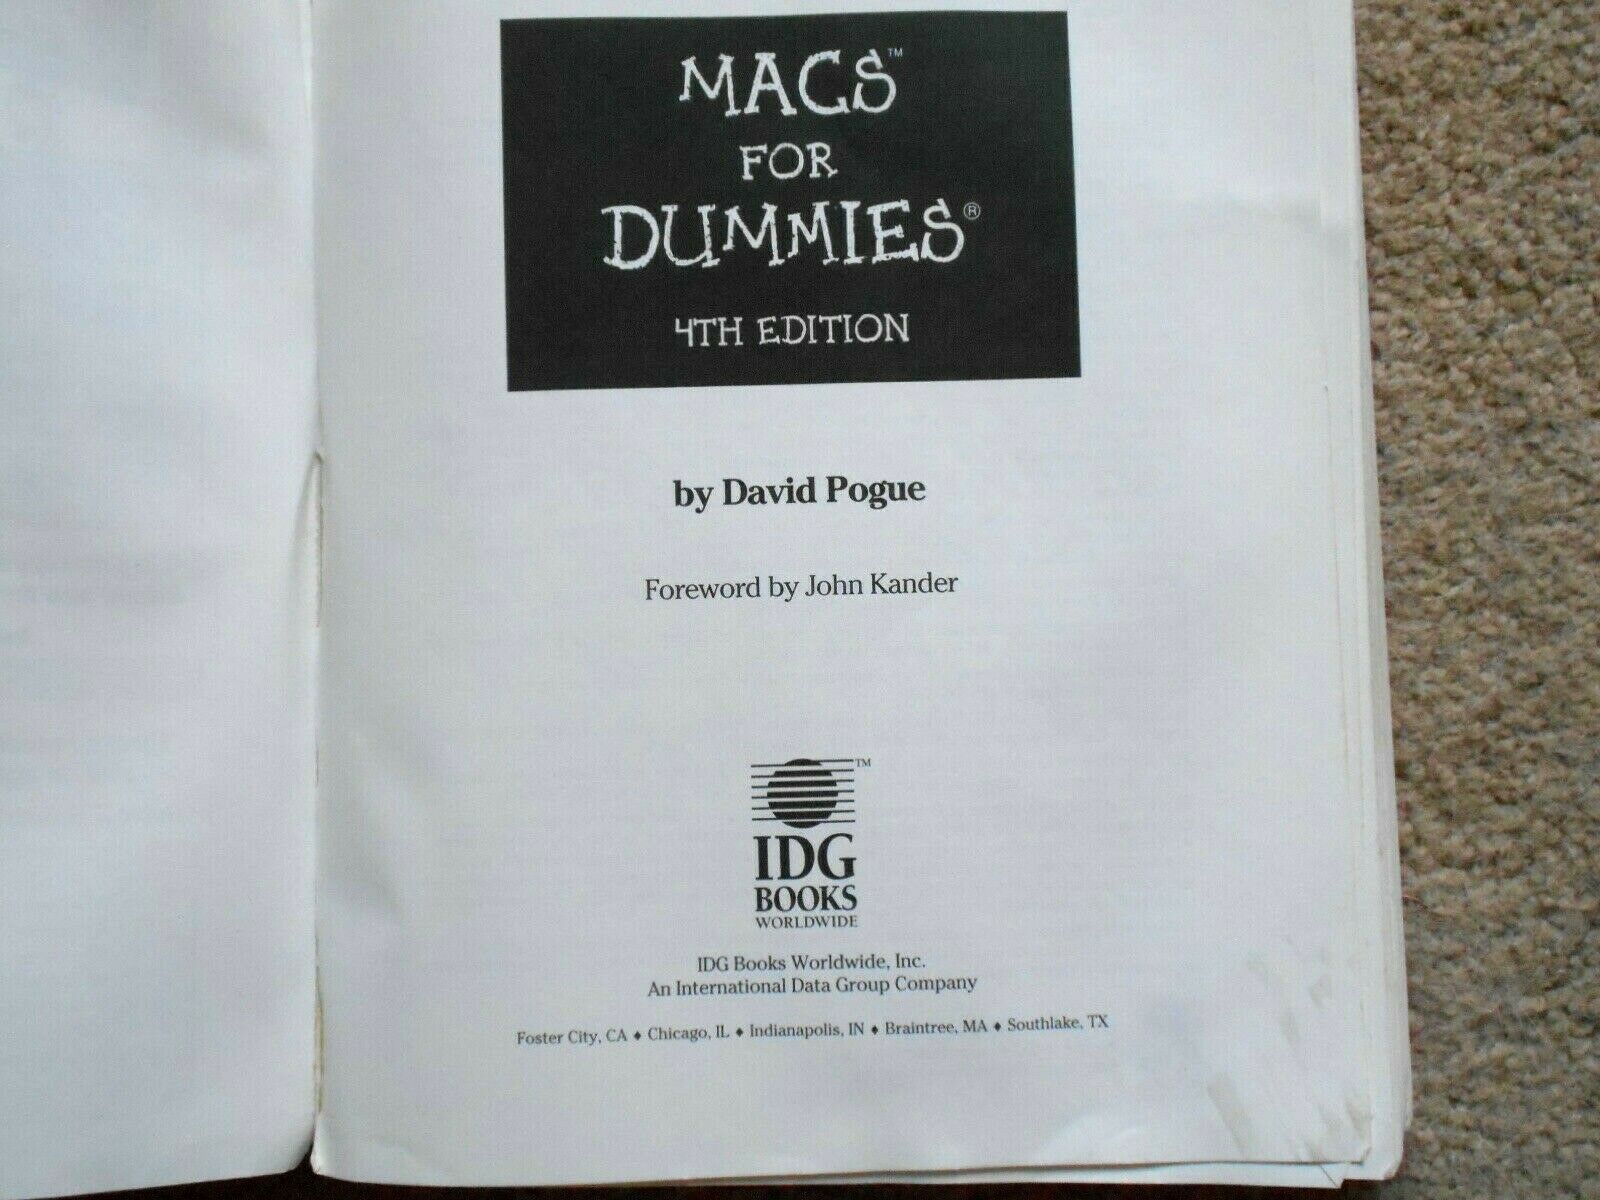 MACS™
FOR
DUMMIES®
4TH EDITION
by David Pogue
Foreword by John Kander
™
IDG
BOOKS
WORLDWIDE
IDG Books Worldwide, Inc.
An International Data Group Company
Foster City, CA ♦ Chicago, IL ♦ Indianapolis, IN ♦ Braintree, MA ♦ Southlake, TX